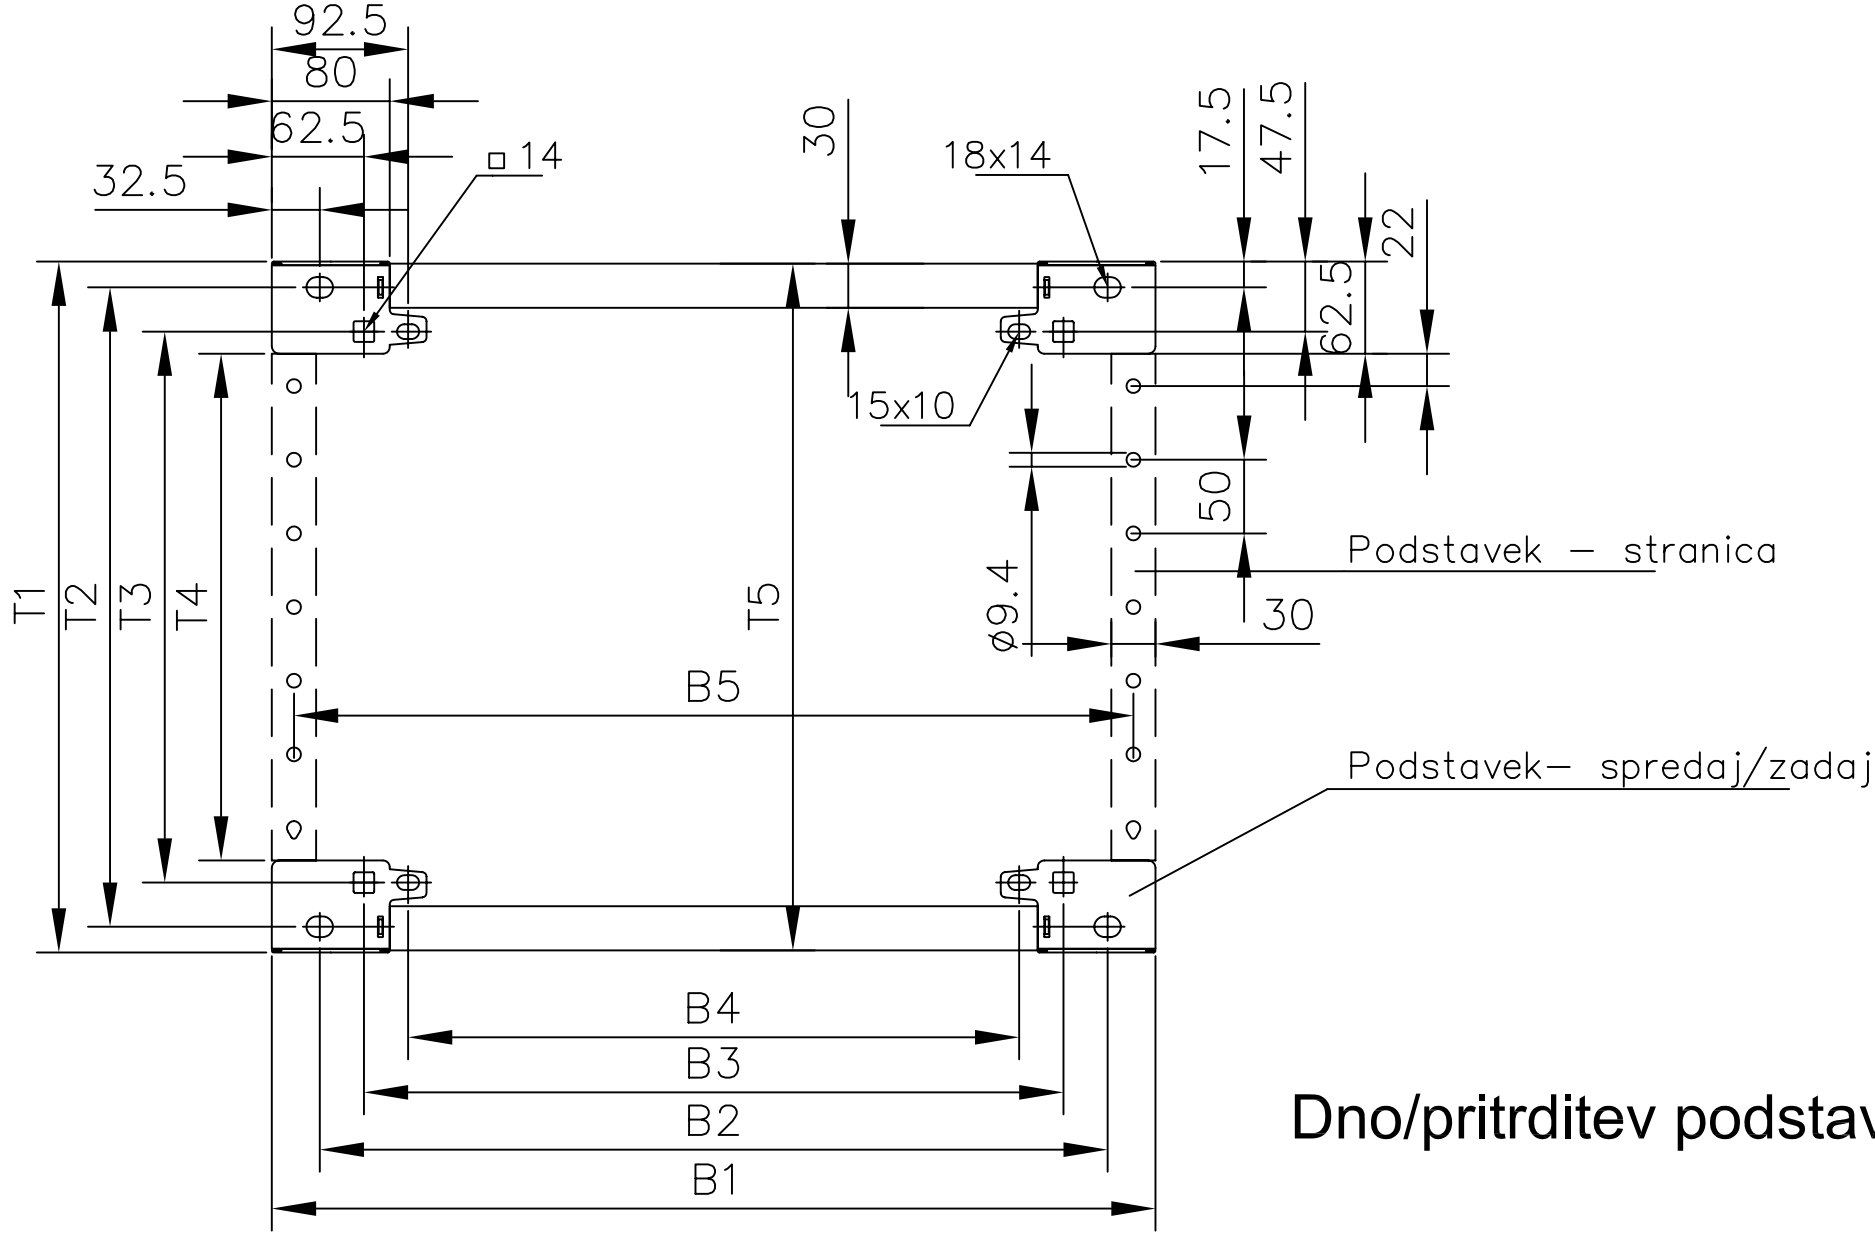 92.5
80
62.5
32.5
□ 14
30
18x14
17.5
47.5
22
62.5
15x10
50
Podstavek – stranica
ø9.4
30
T1
T2
T3
T4
T5
B5
Podstavek– spredaj/zadaj
B4
B3
B2
B1
Dno/pritrditev